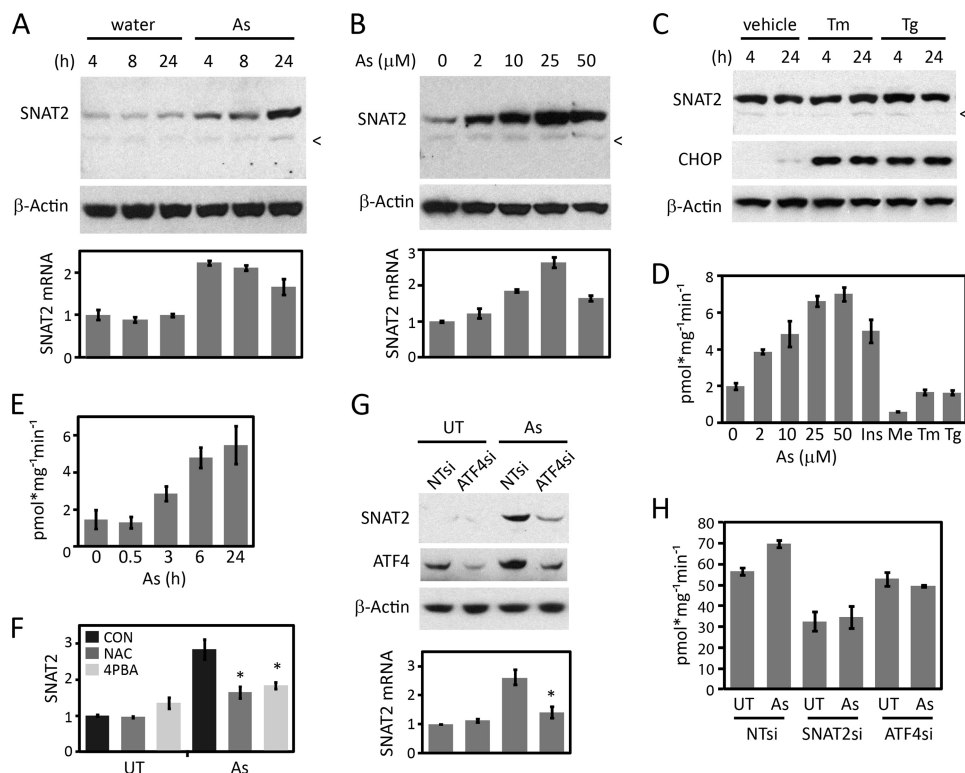 A
water As
(h) 4 8 24 4 8 24
SNAT2
<
β-Actin
SNAT2 mRNA
2
1
0
B
As (μM) 0 2 10 25 50
SNAT2
<
β-Actin
SNAT2 mRNA
3
2
1
0
C
vehicle Tm Tg
(h) 4 24 4 24 4 24
SNAT2
<
CHOP
β-Actin
D
pmol*mg⁻¹min⁻¹
8
6
4
2
0
0 2 10 25 50 Ins Me Tm Tg
As (μM)
E
pmol*mg⁻¹min⁻¹
6
4
2
0
0 0.5 3 6 24
As (h)
F
SNAT2
3
2
1
0
CON
NAC
4PBA
* *
UT As
G
UT As
NTsi ATF4si NTsi ATF4si
SNAT2
ATF4
β-Actin
SNAT2 mRNA
3
2
1
0
*
H
pmol*mg⁻¹min⁻¹
80
70
60
50
40
30
20
10
0
UT As UT As UT As
NTsi SNAT2si ATF4si